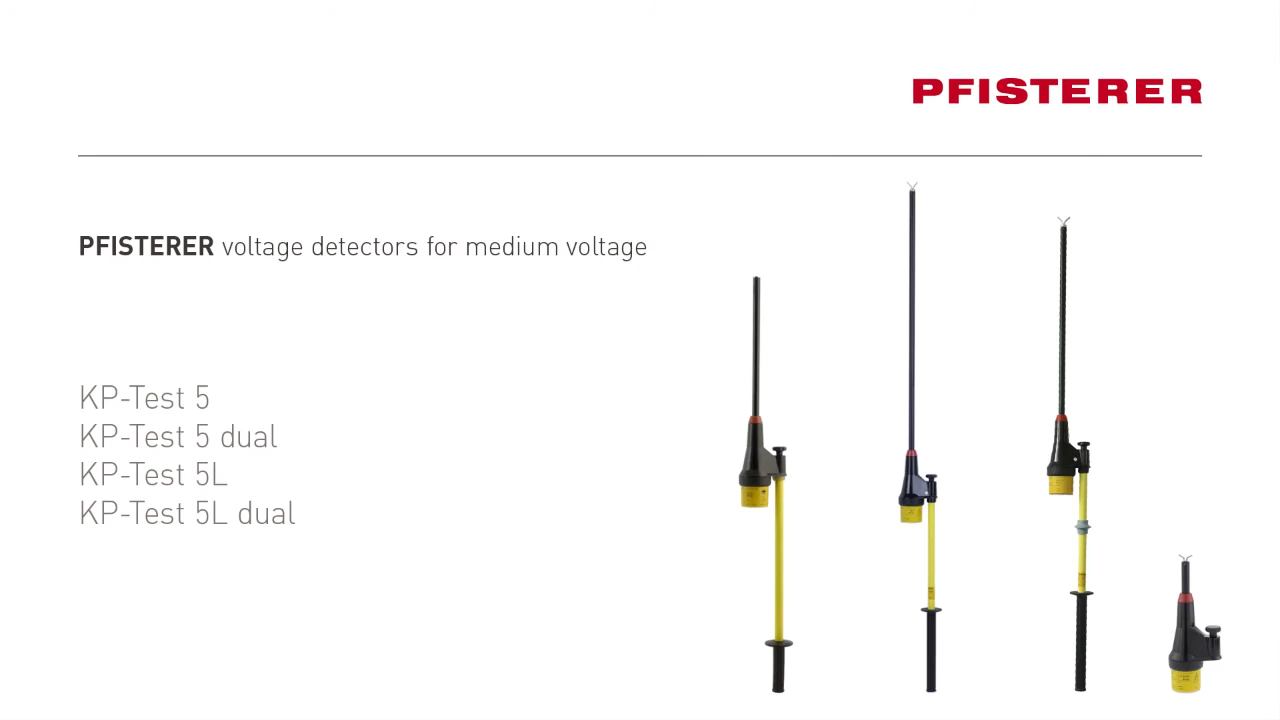 PFISTERER
PFISTERER voltage detectors for medium voltage
KP-Test 5
KP-Test 5 dual
KP-Test 5L
KP-Test 5L dual